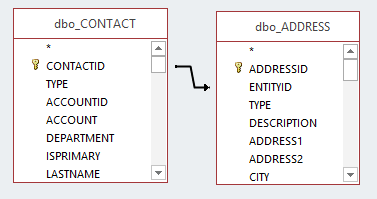 dbo_CONTACT
*
CONTACTID
TYPE
ACCOUNTID
ACCOUNT
DEPARTMENT
ISPRIMARY
LASTNAME
dbo_ADDRESS
*
ADDRESSID
ENTITYID
TYPE
DESCRIPTION
ADDRESS1
ADDRESS2
CITY